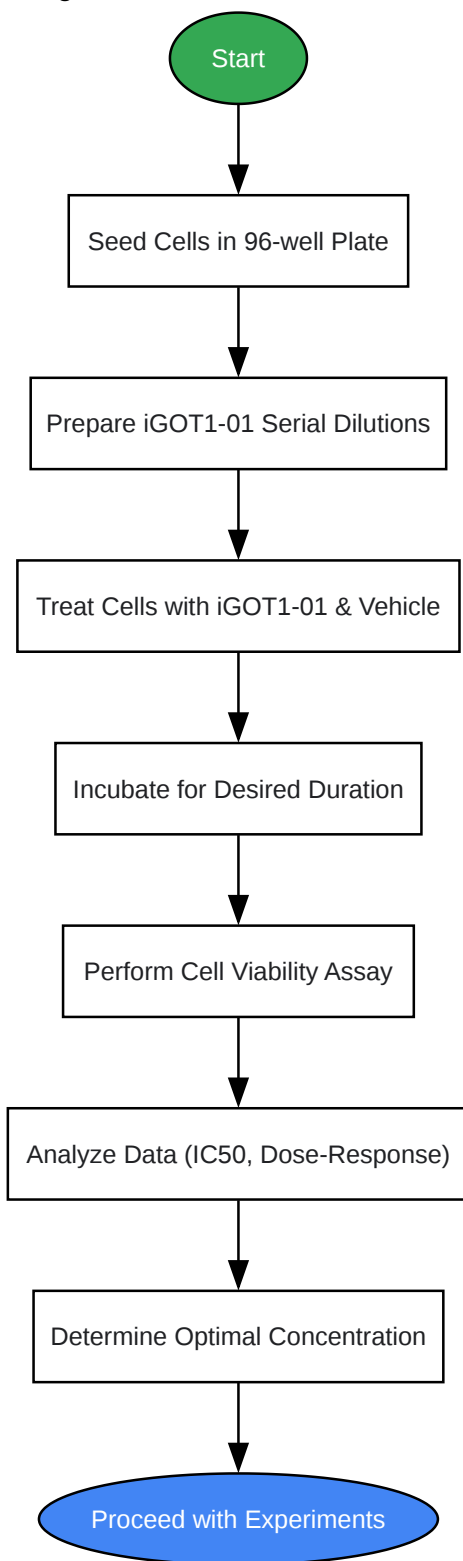 Start
Seed Cells in 96-well Plate
Prepare iGOT1-01 Serial Dilutions
Treat Cells with iGOT1-01 & Vehicle
Incubate for Desired Duration
Perform Cell Viability Assay
Analyze Data (IC50, Dose-Response)
Determine Optimal Concentration
Proceed with Experiments